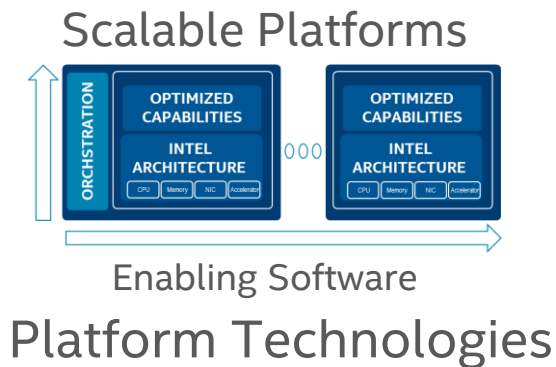 Scalable Platforms
ORCHSTRATION
OPTIMIZED
CAPABILITIES
INTEL
ARCHITECTURE
CPU Memory NIC Accelerator
OPTIMIZED
CAPABILITIES
INTEL
ARCHITECTURE
CPU Memory NIC Accelerator
Enabling Software
Platform Technologies